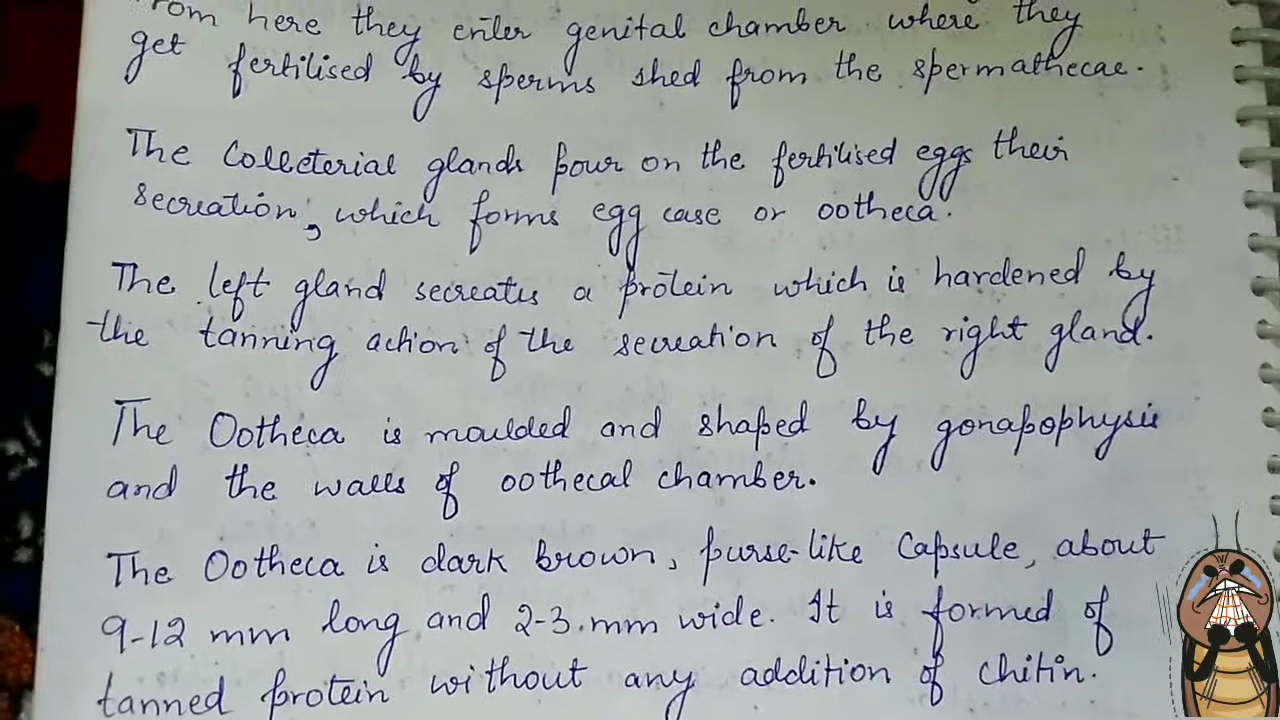 From here they enter genital chamber where they
get fertilised by sperms shed from the spermathecae.
The Colleterial glands pour on the fertilised eggs their
secreation, which forms egg case or ootheca.
The left gland secreates a protein which is hardened by
the tanning action of the secreation of the right gland.
The Ootheca is moulded and shaped by gonapophysis
and the walls of oothecal chamber.
The Ootheca is dark brown, purse-like Capsule, about
9-12 mm long and 2-3.mm wide. It is formed of
tanned protein without any addition of chitin.